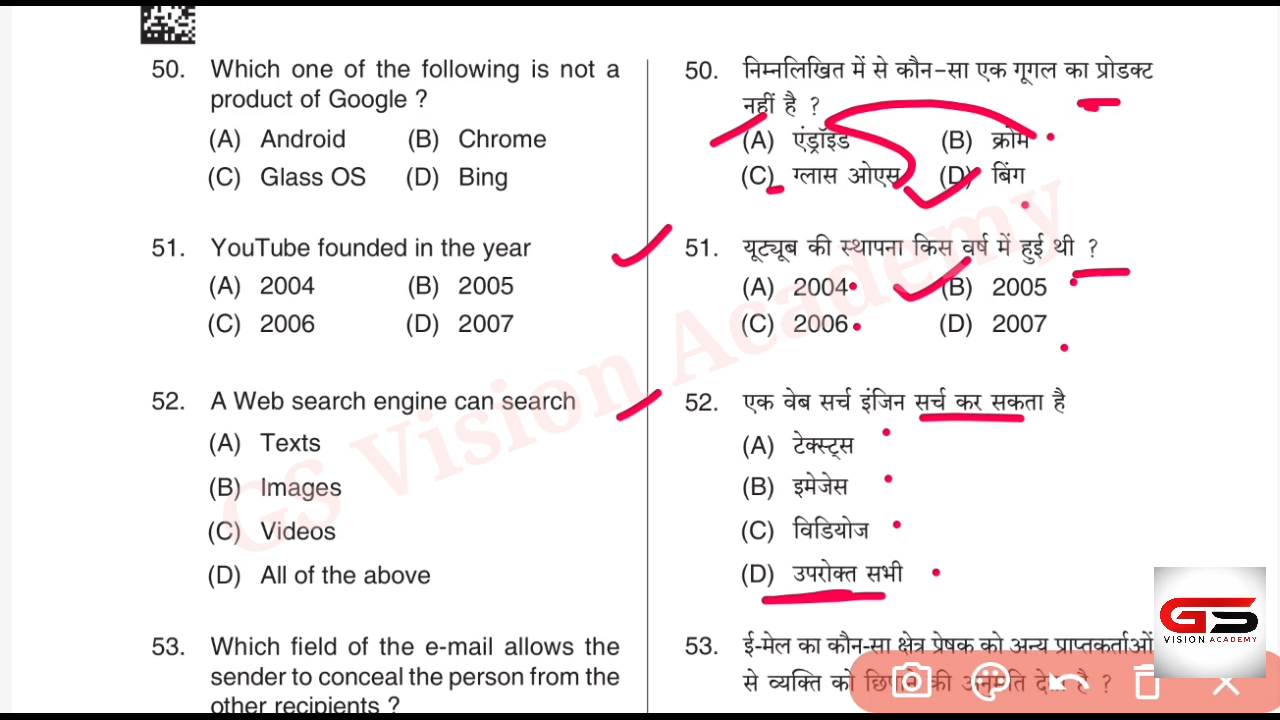 50. Which one of the following is not a
product of Google ?
(A) Android (B) Chrome
(C) Glass OS (D) Bing
51. YouTube founded in the year
(A) 2004 (B) 2005
(C) 2006 (D) 2007
52. A Web search engine can search
(A) Texts
(B) Images
(C) Videos
(D) All of the above
53. Which field of the e-mail allows the
sender to conceal the person from the
other recipients ?
50. निम्नलिखित में से कौन-सा एक गूगल का प्रोडक्ट
नहीं है ?
(A) एंड्रॉइड (B) क्रोम
(C) ग्लास ओएस (D) बिंग
51. यूट्यूब की स्थापना किस वर्ष में हुई थी ?
(A) 2004 (B) 2005
(C) 2006 (D) 2007
52. एक वेब सर्च इंजिन सर्च कर सकता है
(A) टेक्स्ट्स
(B) इमेजेस
(C) विडियोज
(D) उपरोक्त सभी
53. ई-मेल का कौन-सा क्षेत्र प्रेषक को अन्य प्राप्तकर्ताओं
से व्यक्ति को छिपाने की अनुमति देता है ?
GS Vision Academy
GS
VISION ACADEMY